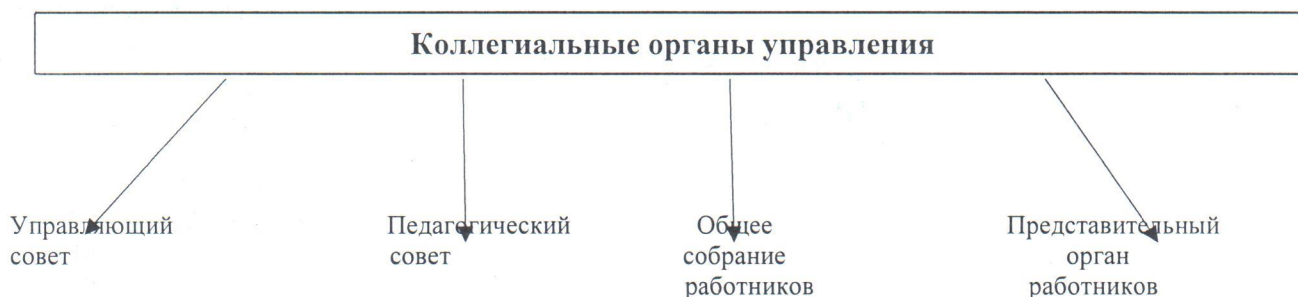 Коллегиальные органы управления
Управляющий
совет
Педагогический
совет
Общее
собрание
работников
Представительный
орган
работников